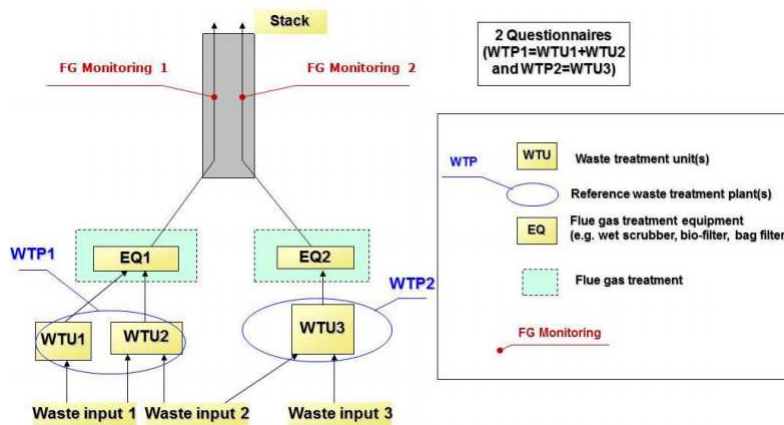 Stack
FG Monitoring 1
FG Monitoring 2
2 Questionnaires
(WTP1=WTU1+WTU2
and WTP2=WTU3)
WTU
Waste treatment unit(s)
WTP
Reference waste treatment plant(s)
EQ
Flue gas treatment equipment
(e.g. wet scrubber, bio-filter, bag filter
Flue gas treatment
FG Monitoring
WTP1
EQ1
EQ2
WTP2
WTU1
WTU2
WTU3
Waste input 1
Waste input 2
Waste input 3